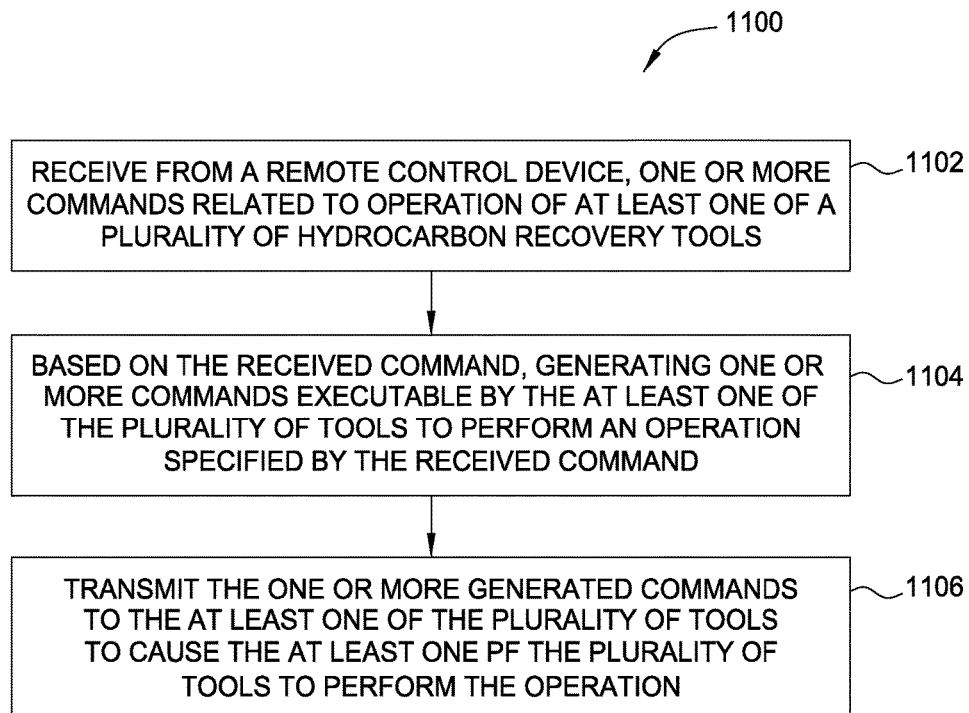 1100
RECEIVE FROM A REMOTE CONTROL DEVICE, ONE OR MORE
COMMANDS RELATED TO OPERATION OF AT LEAST ONE OF A
PLURALITY OF HYDROCARBON RECOVERY TOOLS
1102
BASED ON THE RECEIVED COMMAND, GENERATING ONE OR
MORE COMMANDS EXECUTABLE BY THE AT LEAST ONE OF
THE PLURALITY OF TOOLS TO PERFORM AN OPERATION
SPECIFIED BY THE RECEIVED COMMAND
1104
TRANSMIT THE ONE OR MORE GENERATED COMMANDS
TO THE AT LEAST ONE OF THE PLURALITY OF TOOLS
TO CAUSE THE AT LEAST ONE PF THE PLURALITY OF
TOOLS TO PERFORM THE OPERATION
1106